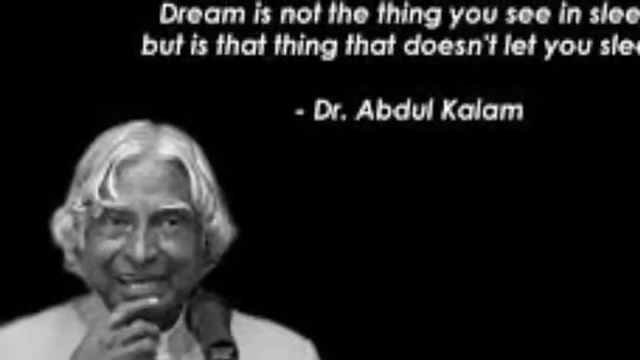 Dream is not the thing you see in slee
but is that thing that doesn't let you slee
- Dr. Abdul Kalam